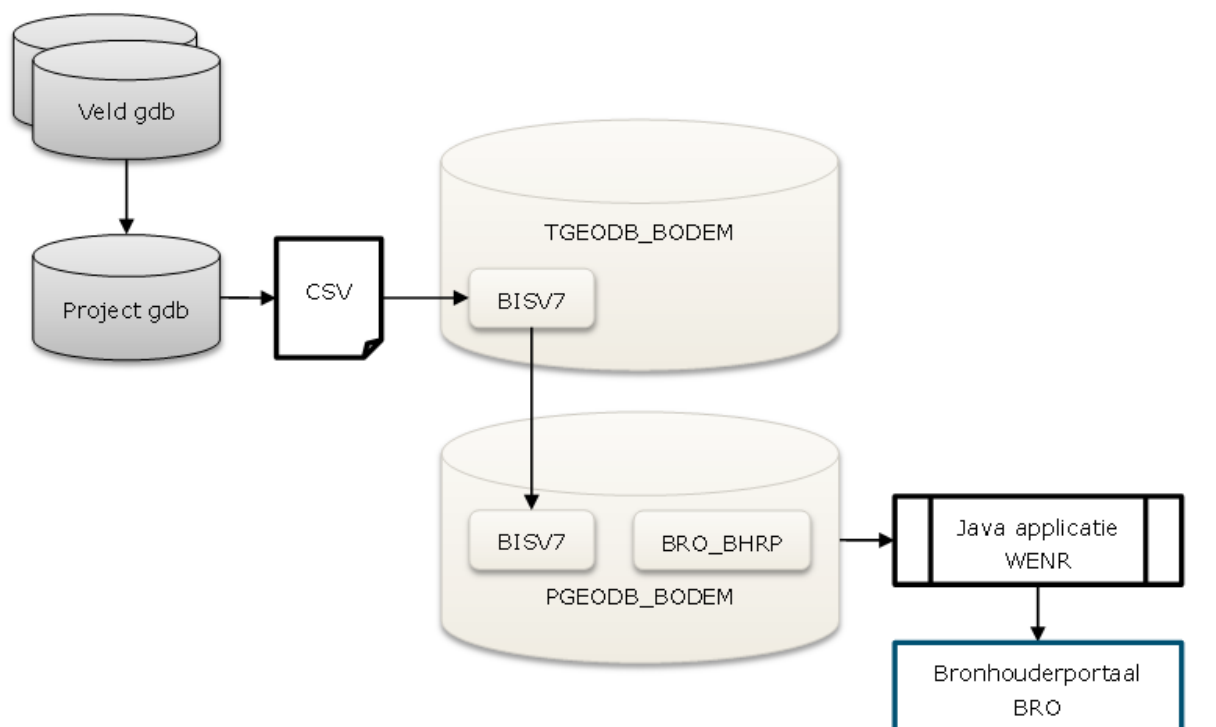 Veld gdb
Project gdb
CSV
TGEODB_BODEM
BISV7
BISV7
BRO_BHRP
PGEODB_BODEM
Java applicatie
WENR
Bronhouderportaal
BRO